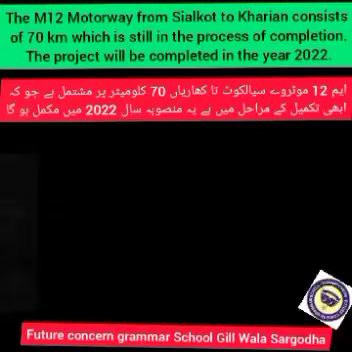 The M12 Motorway from Sialkot to Kharian consists
of 70 km which is still in the process of completion.
The project will be completed in the year 2022.
ایم 12 موٹروے سیالکوٹ تا کھاریاں 70 کلومیٹر پر مشتمل ہے جو کہ
ابھی تکمیل کے مراحل میں ہے یہ منصوبہ سال 2022 میں مکمل ہو گا
Future concern grammar School Gill Wala Sargodha